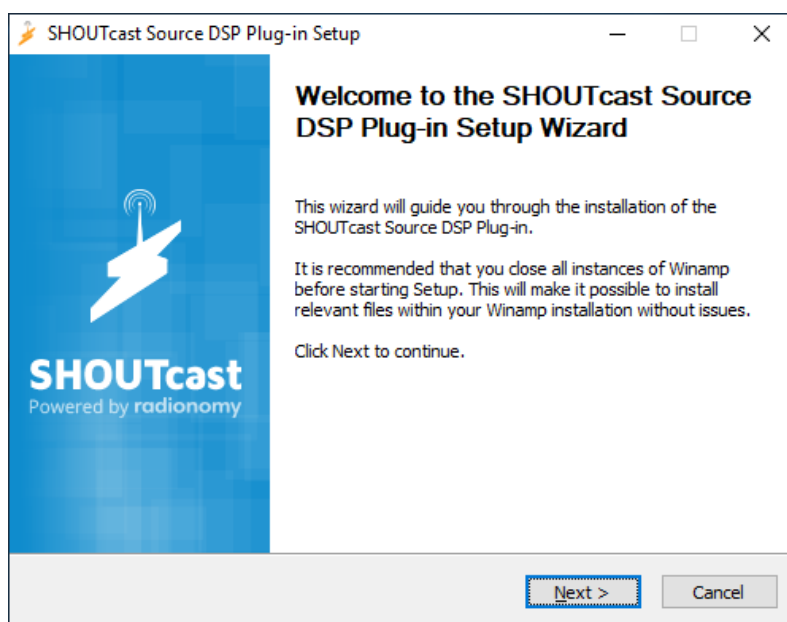 SHOUTcast Source DSP Plug-in Setup
Welcome to the SHOUTcast Source
DSP Plug-in Setup Wizard
This wizard will guide you through the installation of the
SHOUTcast Source DSP Plug-in.
It is recommended that you close all instances of Winamp
before starting Setup. This will make it possible to install
relevant files within your Winamp installation without issues.
Click Next to continue.
SHOUTcast
Powered by radionomy
Next >
Cancel